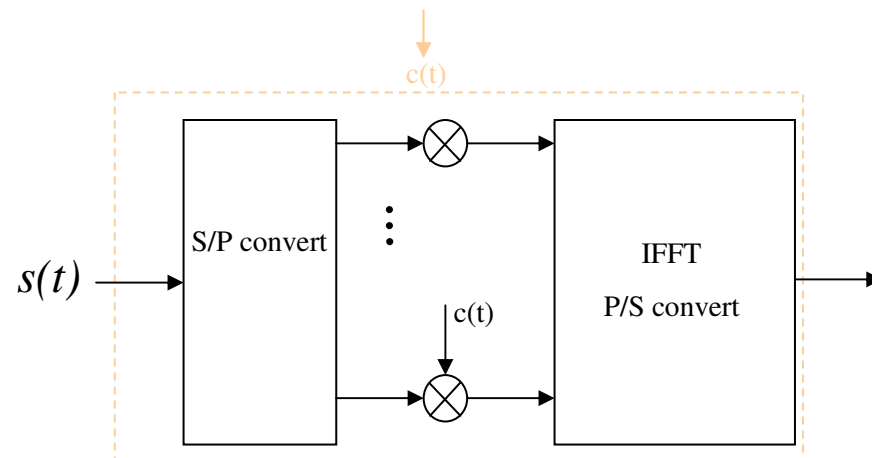 c(t)
S/P convert
s(t)
IFFT
P/S convert
c(t)